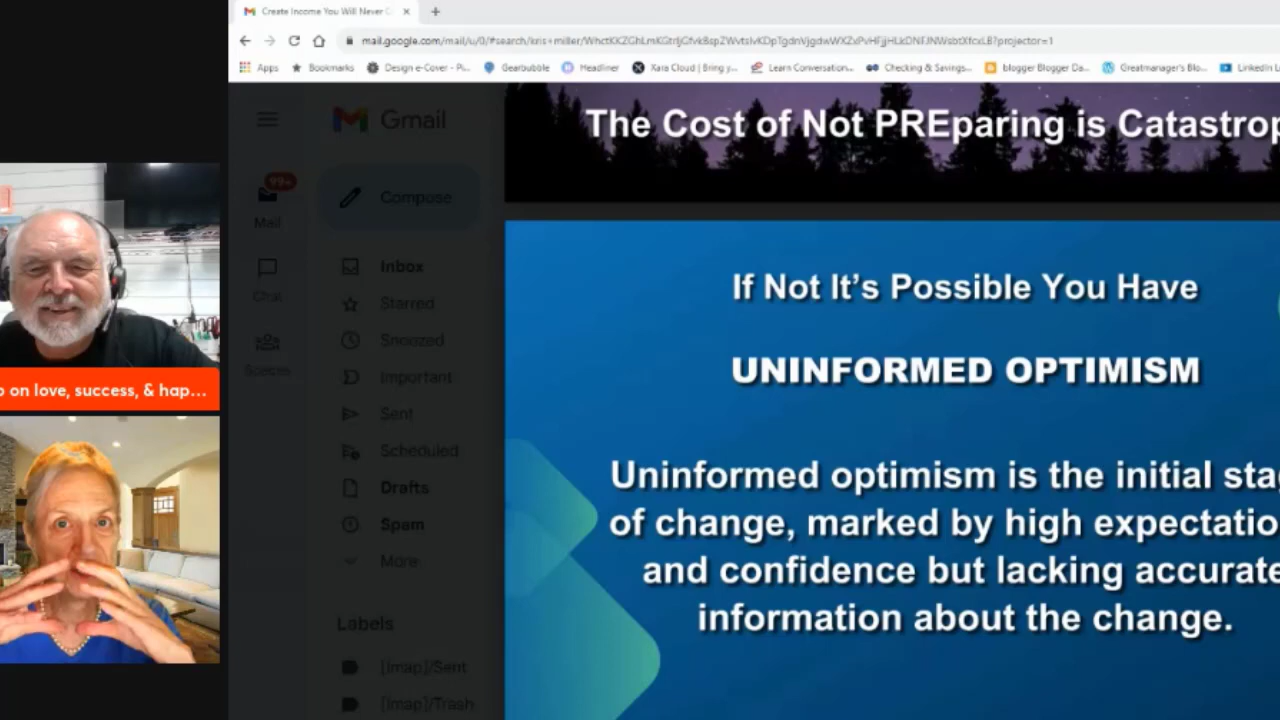 Create Income You Will Never
mail.google.com/mail/u/0/#search/kris+miller/
Apps
Bookmarks
Design e-Cover - Pi...
Gearbubble
Headliner
Xara Cloud | Bring y...
Learn Conversation...
Checking & Savings...
blogger Blogger Da...
Greatmanager's Blo...
LinkedIn L
Gmail
99+
Mail
Chat
Spaces
Compose
Inbox
Starred
Snoozed
Important
Sent
Scheduled
Drafts
Spam
More
Labels
[Imap]/Sent
[Imap]/Trash
The Cost of Not PREparing is Catastrop
If Not It's Possible You Have
UNINFORMED OPTIMISM
Uninformed optimism is the initial sta
of change, marked by high expectatio
and confidence but lacking accurate
information about the change.
on love, success, & hap...